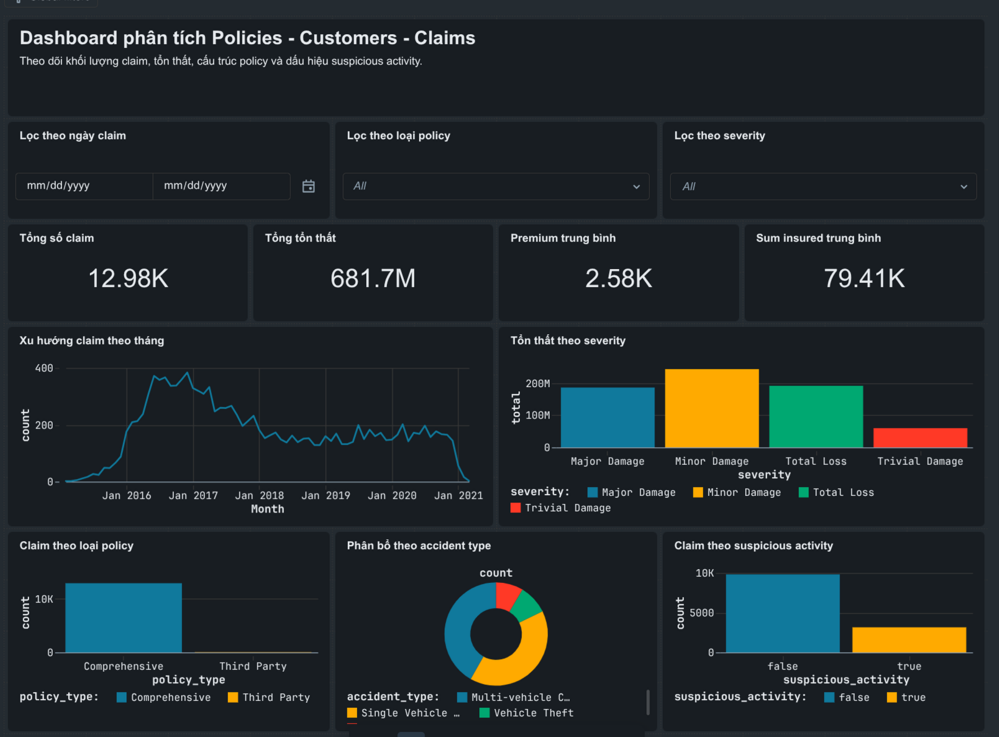 Dashboard phân tích Policies - Customers - Claims
Theo dõi khối lượng claim, tổn thất, cấu trúc policy và dấu hiệu suspicious activity.
Lọc theo ngày claim
mm/dd/yyyy mm/dd/yyyy
Lọc theo loại policy
All
Lọc theo severity
All
Tổng số claim
12.98K
Tổng tổn thất
681.7M
Premium trung bình
2.58K
Sum insured trung bình
79.41K
Xu hướng claim theo tháng
400
200
0
count
Jan 2016 Jan 2017 Jan 2018 Jan 2019 Jan 2020 Jan 2021
Month
Tổn thất theo severity
200M
100M
0
total
Major Damage Minor Damage Total Loss Trivial Damage
severity
severity: Major Damage Minor Damage Total Loss
Trivial Damage
Claim theo loại policy
10K
0
count
Comprehensive Third Party
policy_type
policy_type: Comprehensive Third Party
Phân bổ theo accident type
count
accident_type: Multi-vehicle C…
Single Vehicle … Vehicle Theft
Claim theo suspicious activity
10K
5000
0
count
false true
suspicious_activity
suspicious_activity: false true